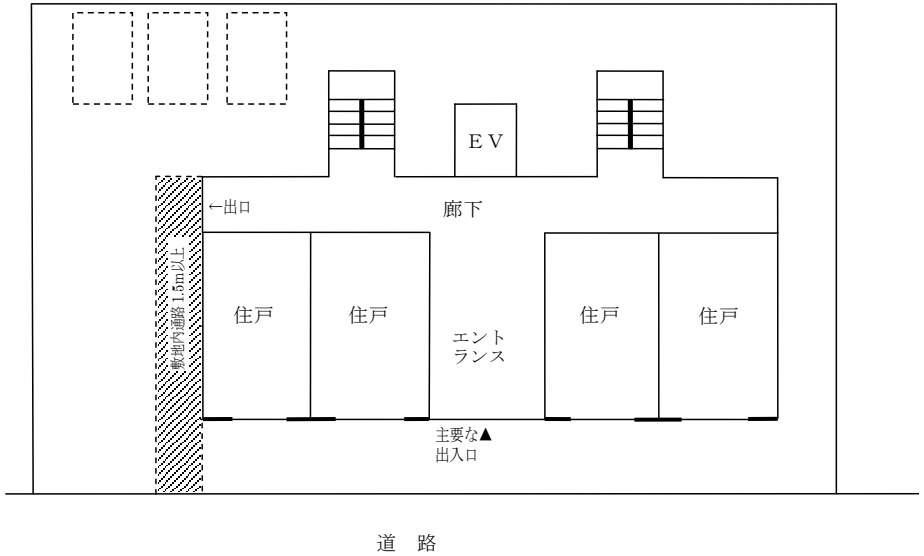 ＥＶ
←出口
廊下
敷地内通路1.5m以上
住戸
住戸
エント
ランス
住戸
住戸
主要な▲
出入口
道　路